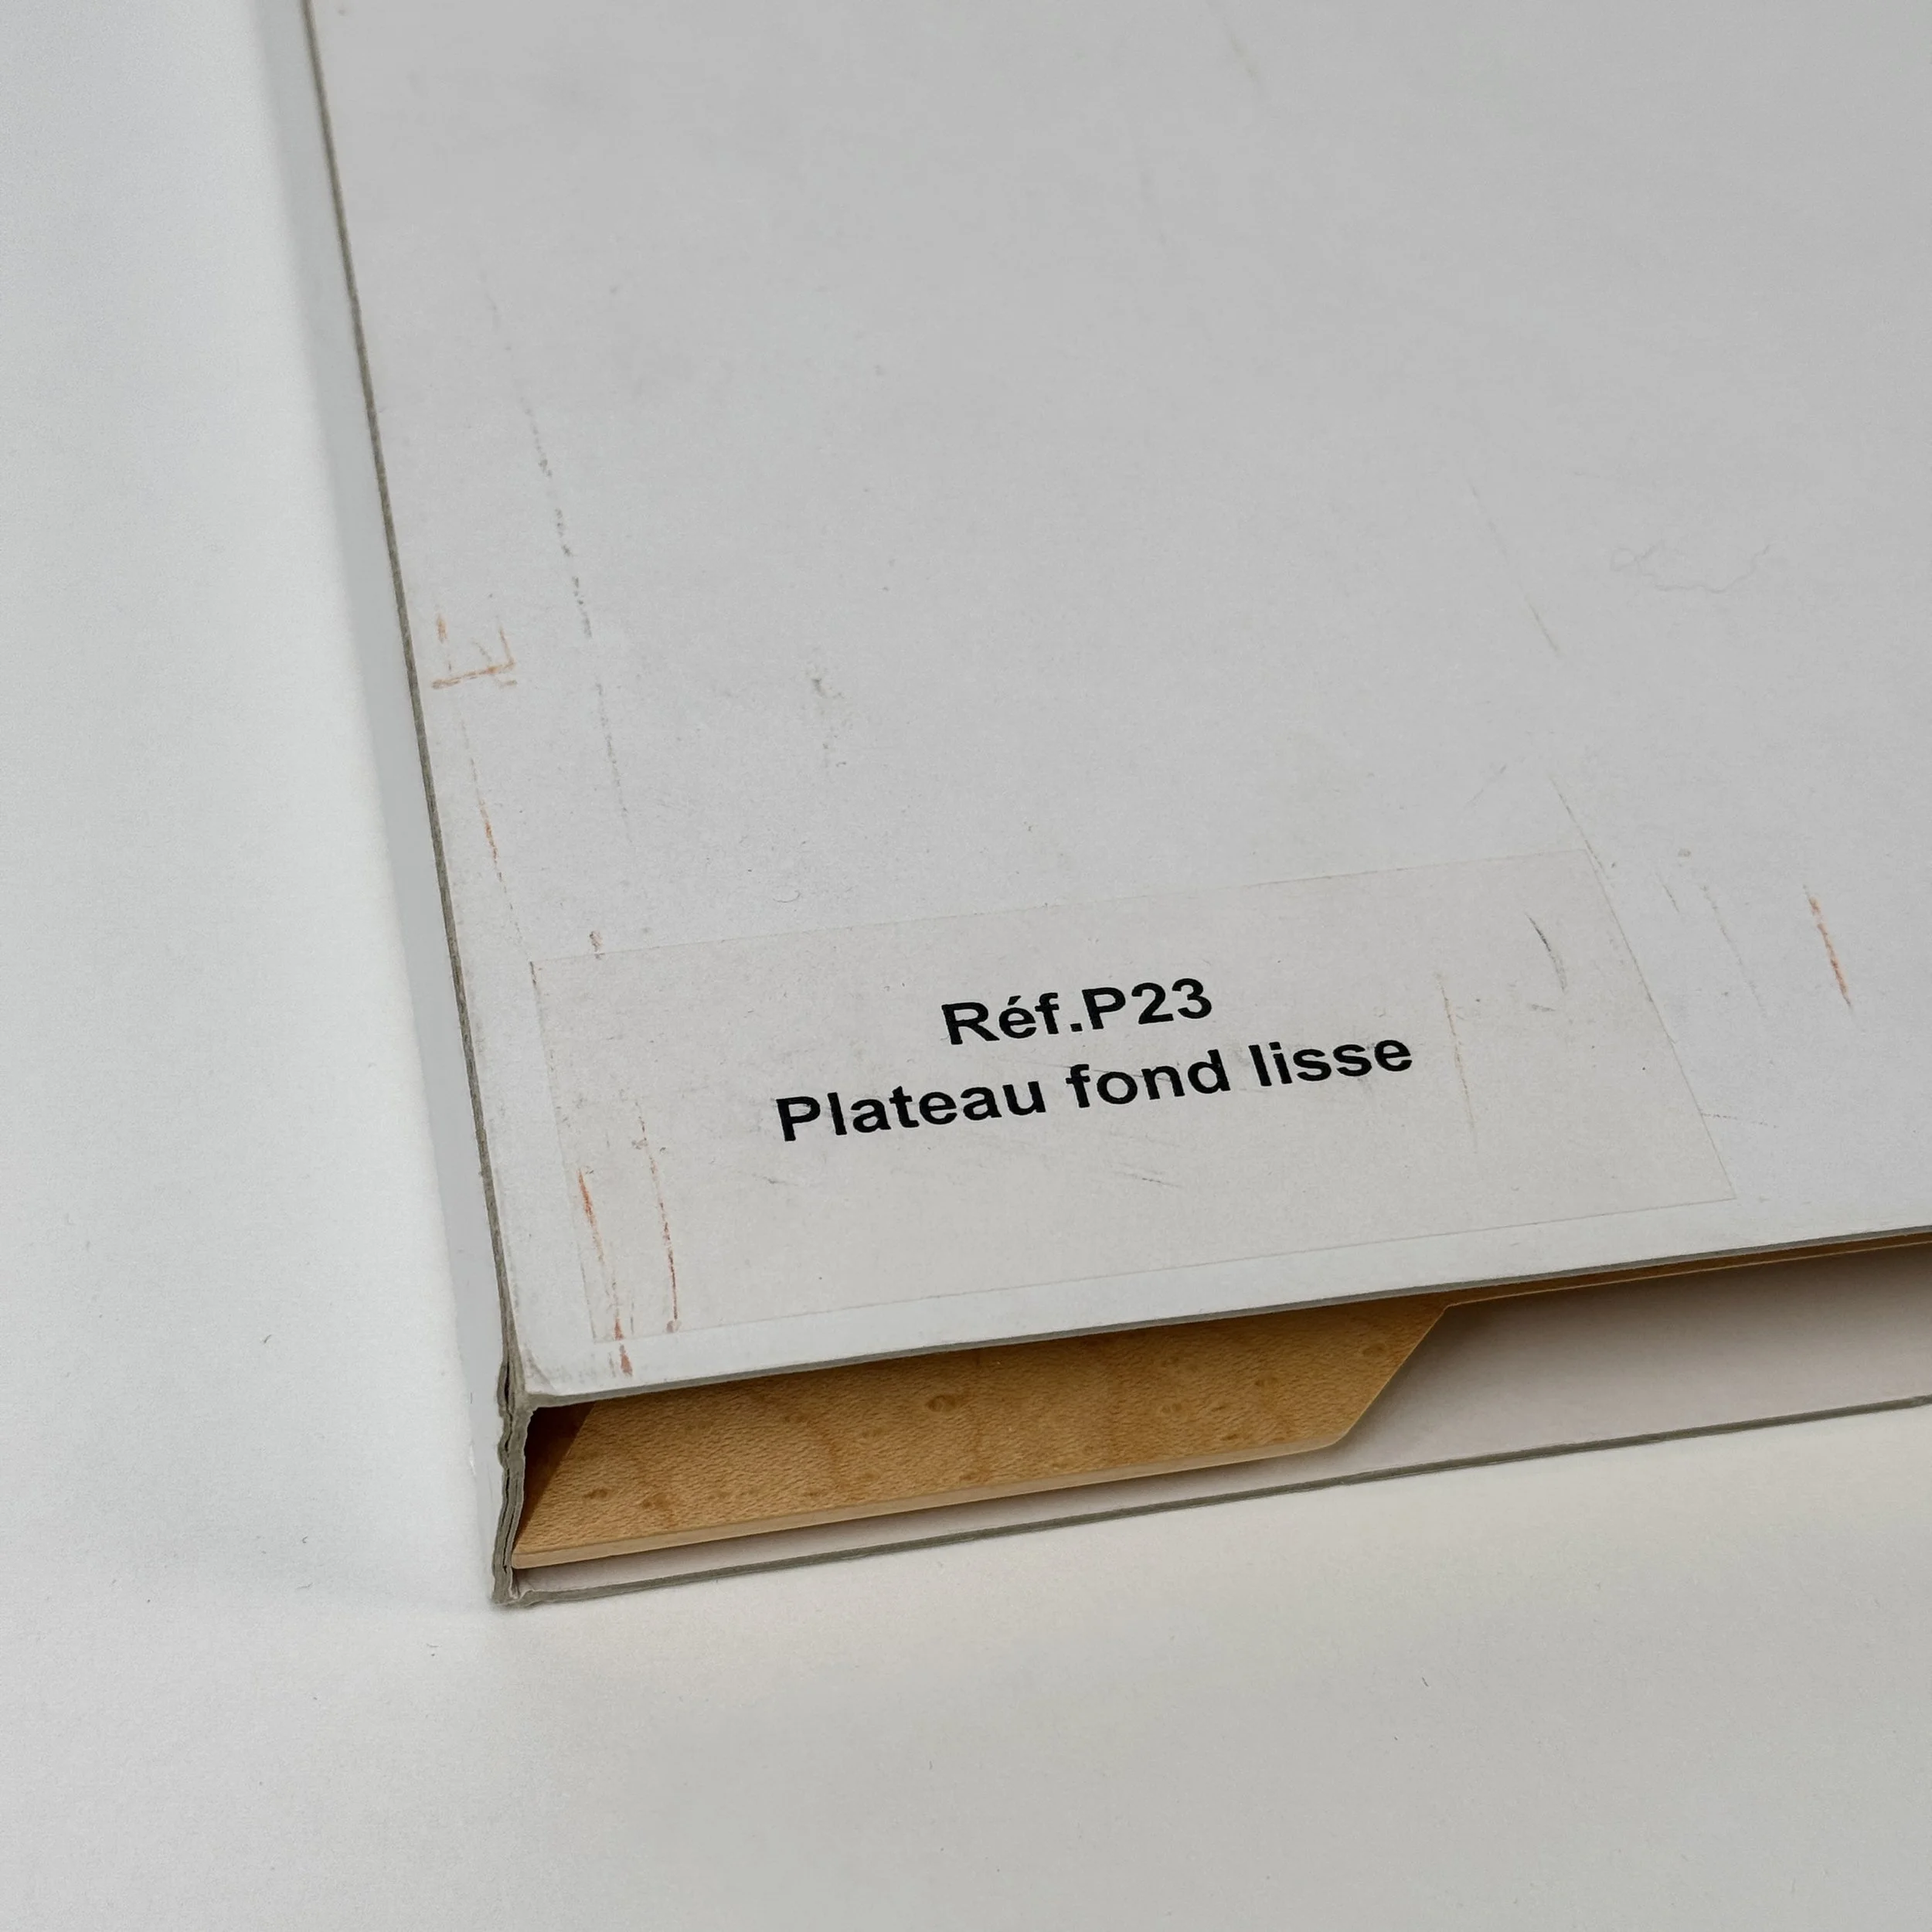 Réf.P23
Plateau fond lisse